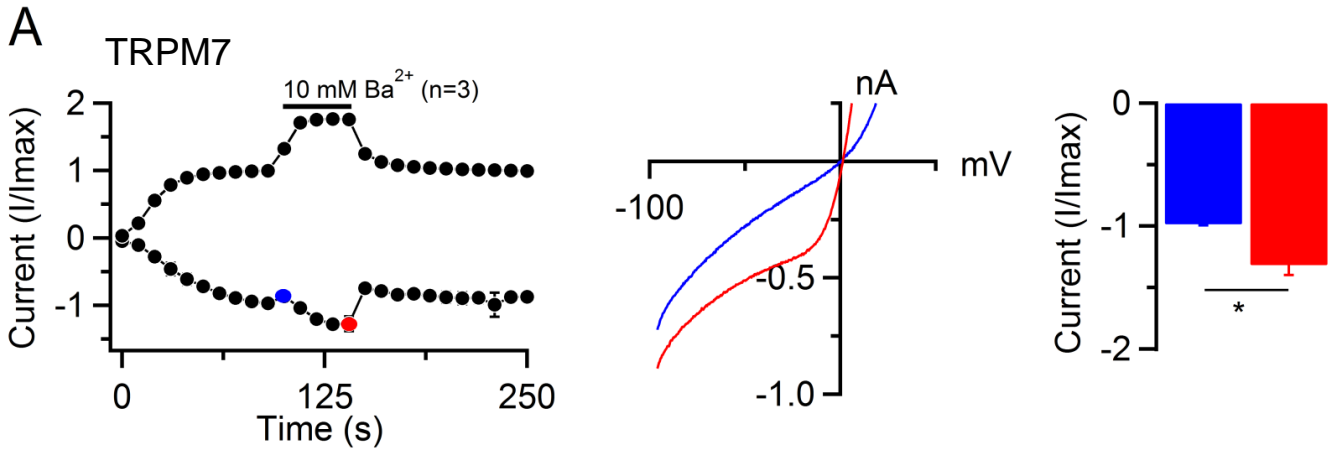 A
TRPM7
10 mM Ba²⁺ (n=3)
Current (I/Imax)
2
1
0
-1
0
125
250
Time (s)
nA
mV
-100
-0.5
-1.0
Current (I/Imax)
0
-1
-2
*